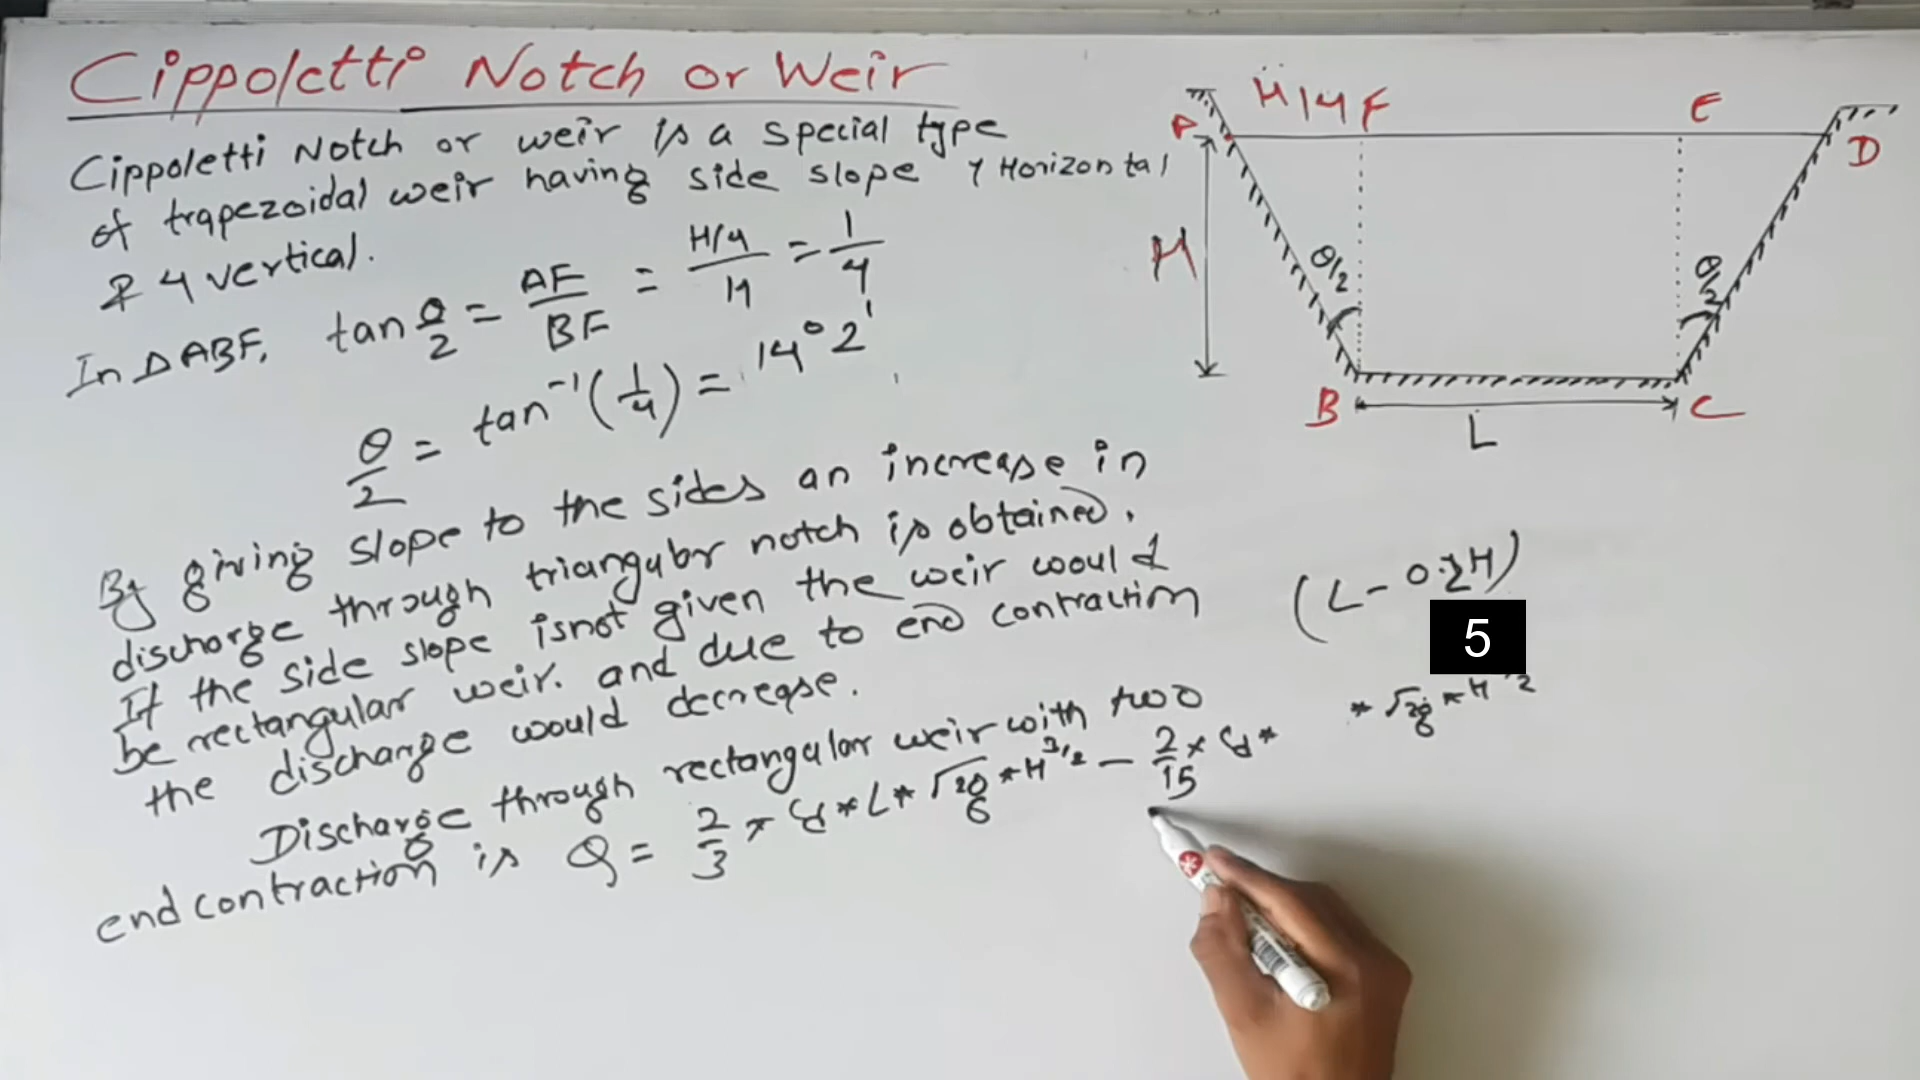 Cippoletti Notch or Weir
Cippoletti Notch or weir is a special type
of trapezoidal weir having side slope 1 Horizontal
& 4 vertical.
In ΔABF, tan θ/2 = AF/BF = H/4/H = 1/4
θ/2 = tan⁻¹(1/4) = 14°2'
By giving slope to the sides an increase in
discharge through triangular notch is obtained.
If the side slope is not given the weir would
be rectangular weir. and due to end contraction
the discharge would decrease.
Discharge through rectangular weir with two
end contraction is Q = 2/3 * Cd * L * √2g * H^3/2 - 2/15 * Cd * * √2g * H^5/2
A H/4 F E D
H
θ/2 θ/2
B C
L
(L - 0.2H)
5